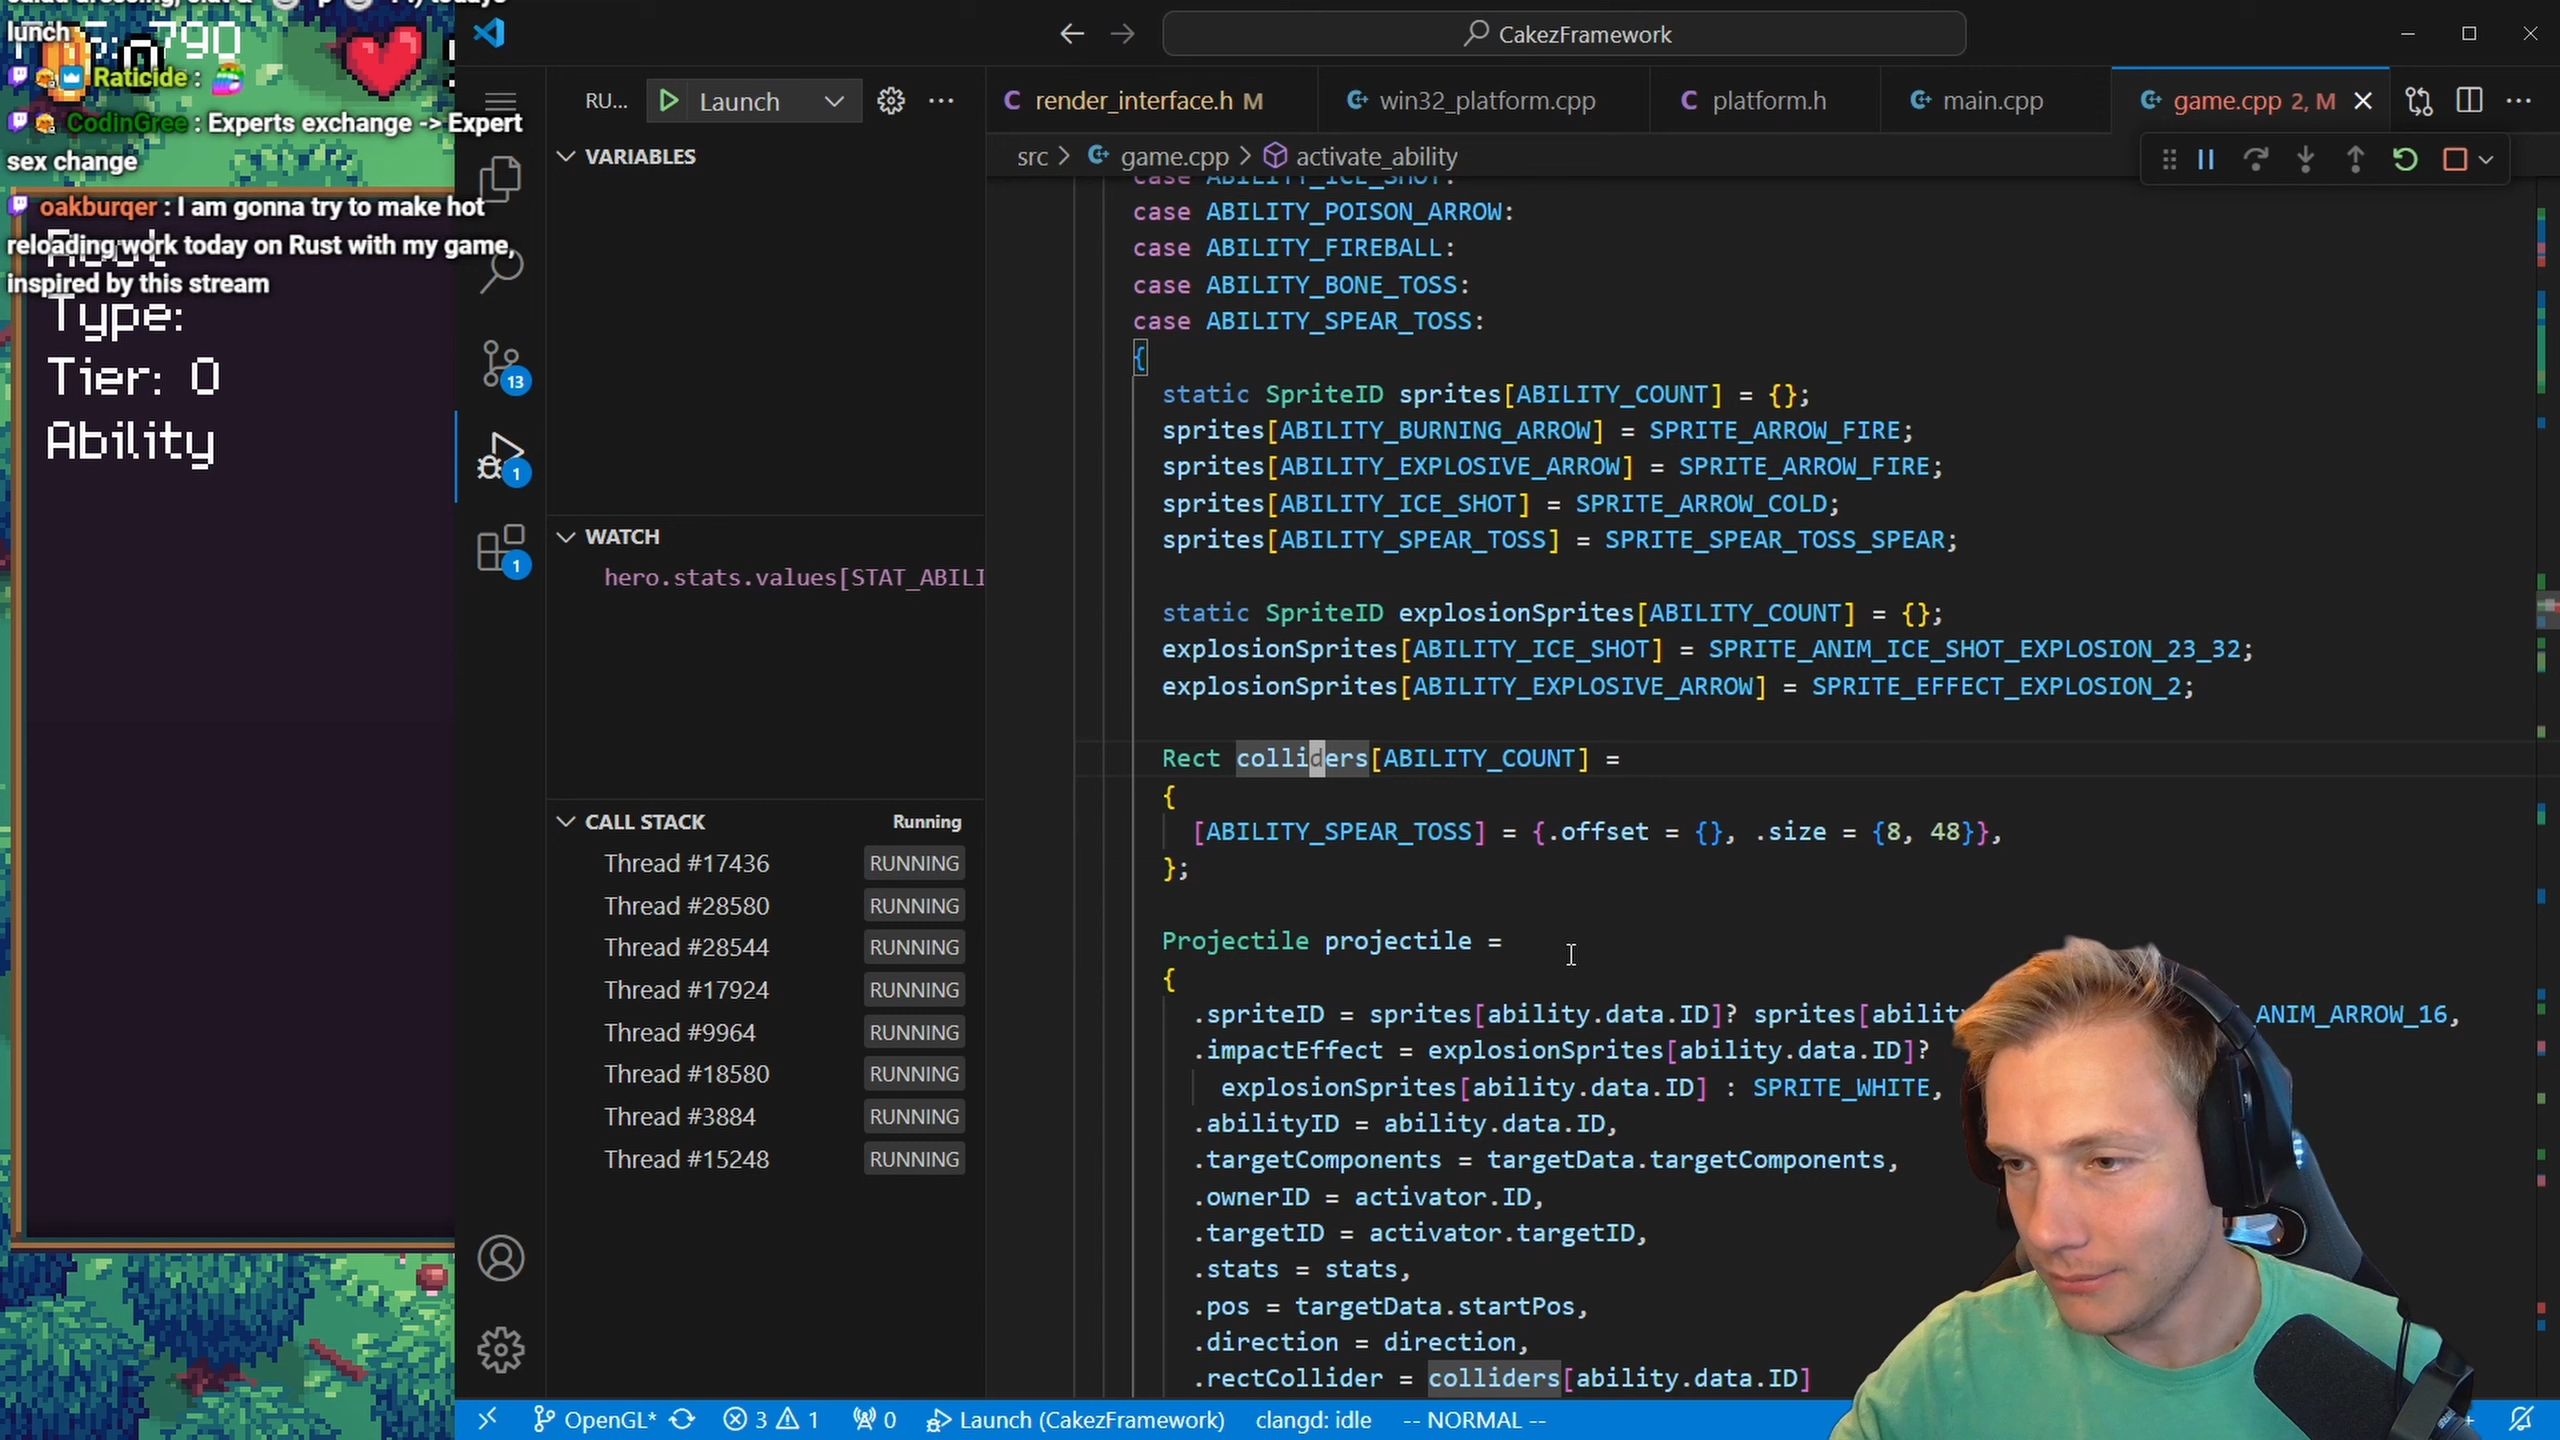 lunch
790
Raticide :
CodinGree : Experts exchange -> Expert
sex change
oakburqer : I am gonna try to make hot
reloading work today on Rust with my game,
inspired by this stream
Type:
Tier: 0
Ability
CakezFramework
RU...
Launch
render_interface.h M
win32_platform.cpp
platform.h
main.cpp
game.cpp 2, M
src > game.cpp > activate_ability
VARIABLES
WATCH
hero.stats.values[STAT_ABILI
CALL STACK
Running
Thread #17436 RUNNING
Thread #28580 RUNNING
Thread #28544 RUNNING
Thread #17924 RUNNING
Thread #9964 RUNNING
Thread #18580 RUNNING
Thread #3884 RUNNING
Thread #15248 RUNNING
13
1
1
case ABILITY_ICE_SHOT:
case ABILITY_POISON_ARROW:
case ABILITY_FIREBALL:
case ABILITY_BONE_TOSS:
case ABILITY_SPEAR_TOSS:
{
static SpriteID sprites[ABILITY_COUNT] = {};
sprites[ABILITY_BURNING_ARROW] = SPRITE_ARROW_FIRE;
sprites[ABILITY_EXPLOSIVE_ARROW] = SPRITE_ARROW_FIRE;
sprites[ABILITY_ICE_SHOT] = SPRITE_ARROW_COLD;
sprites[ABILITY_SPEAR_TOSS] = SPRITE_SPEAR_TOSS_SPEAR;
static SpriteID explosionSprites[ABILITY_COUNT] = {};
explosionSprites[ABILITY_ICE_SHOT] = SPRITE_ANIM_ICE_SHOT_EXPLOSION_23_32;
explosionSprites[ABILITY_EXPLOSIVE_ARROW] = SPRITE_EFFECT_EXPLOSION_2;
Rect colliders[ABILITY_COUNT] =
{
[ABILITY_SPEAR_TOSS] = {.offset = {}, .size = {8, 48}},
};
Projectile projectile =
{
.spriteID = sprites[ability.data.ID]? sprites[abilit ANIM_ARROW_16,
.impactEffect = explosionSprites[ability.data.ID]?
explosionSprites[ability.data.ID] : SPRITE_WHITE,
.abilityID = ability.data.ID,
.targetComponents = targetData.targetComponents,
.ownerID = activator.ID,
.targetID = activator.targetID,
.stats = stats,
.pos = targetData.startPos,
.direction = direction,
.rectCollider = colliders[ability.data.ID]
OpenGL* 3 1 0 Launch (CakezFramework) clangd: idle -- NORMAL --